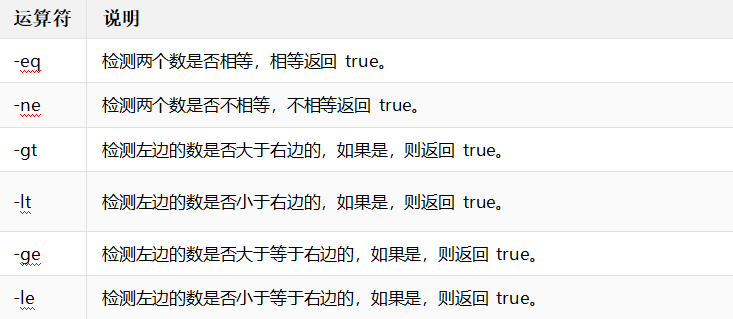 运算符 说明
-eq 检测两个数是否相等，相等返回 true。
-ne 检测两个数是否不相等，不相等返回 true。
-gt 检测左边的数是否大于右边的，如果是，则返回 true。
-lt 检测左边的数是否小于右边的，如果是，则返回 true。
-ge 检测左边的数是否大于等于右边的，如果是，则返回 true。
-le 检测左边的数是否小于等于右边的，如果是，则返回 true。